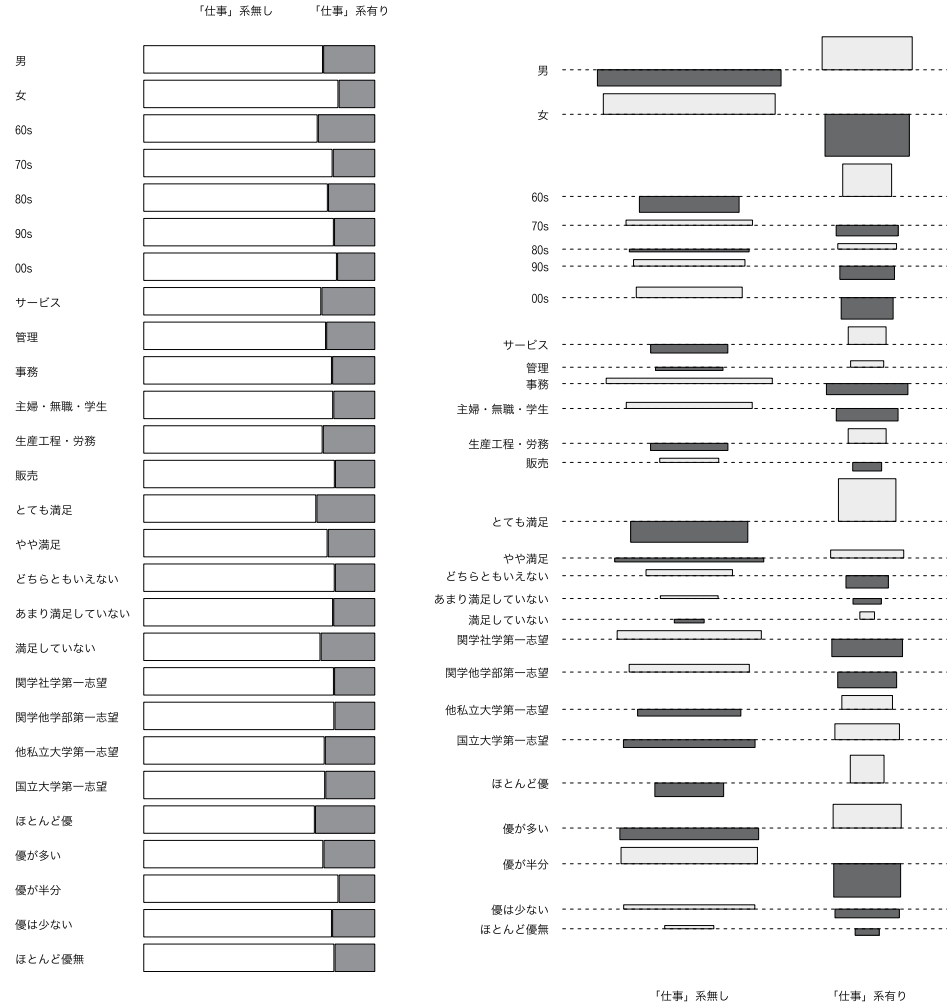 「仕事」系無し 「仕事」系有り
男
女
60s
70s
80s
90s
00s
サービス
管理
事務
主婦・無職・学生
生産工程・労務
販売
とても満足
やや満足
どちらともいえない
あまり満足していない
満足していない
関学社学第一志望
関学他学部第一志望
他私立大学第一志望
国立大学第一志望
ほとんど優
優が多い
優が半分
優は少ない
ほとんど優無
男
女
60s
70s
80s
90s
00s
サービス
管理
事務
主婦・無職・学生
生産工程・労務
販売
とても満足
やや満足
どちらともいえない
あまり満足していない
満足していない
関学社学第一志望
関学他学部第一志望
他私立大学第一志望
国立大学第一志望
ほとんど優
優が多い
優が半分
優は少ない
ほとんど優無
「仕事」系無し 「仕事」系有り